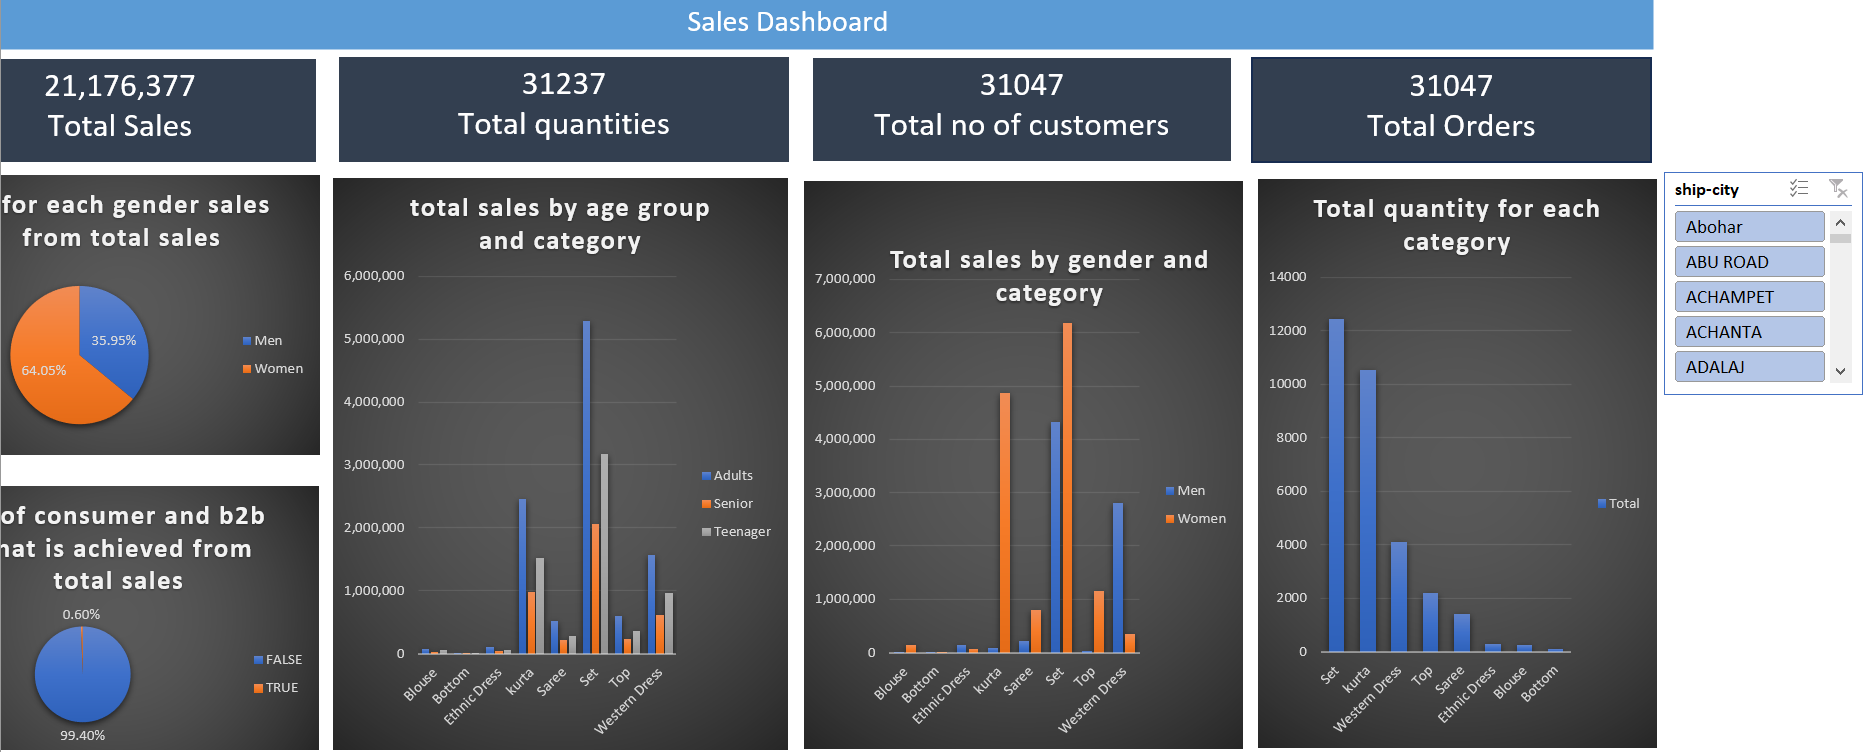 Sales Dashboard
21,176,377
Total Sales
31237
Total quantities
31047
Total no of customers
31047
Total Orders
for each gender sales
from total sales
35.95%
64.05%
Men
Women
of consumer and b2b
hat is achieved from
total sales
0.60%
99.40%
FALSE
TRUE
total sales by age group
and category
6,000,000
5,000,000
4,000,000
3,000,000
2,000,000
1,000,000
0
Blouse
Bottom
Ethnic Dress
kurta
Saree
Set
Top
Western Dress
Adults
Senior
Teenager
Total sales by gender and
category
7,000,000
6,000,000
5,000,000
4,000,000
3,000,000
2,000,000
1,000,000
0
Blouse
Bottom
Ethnic Dress
kurta
Saree
Set
Top
Western Dress
Men
Women
Total quantity for each
category
14000
12000
10000
8000
6000
4000
2000
0
Set
kurta
Western Dress
Top
Saree
Ethnic Dress
Blouse
Bottom
Total
ship-city
Abohar
ABU ROAD
ACHAMPET
ACHANTA
ADALAJ